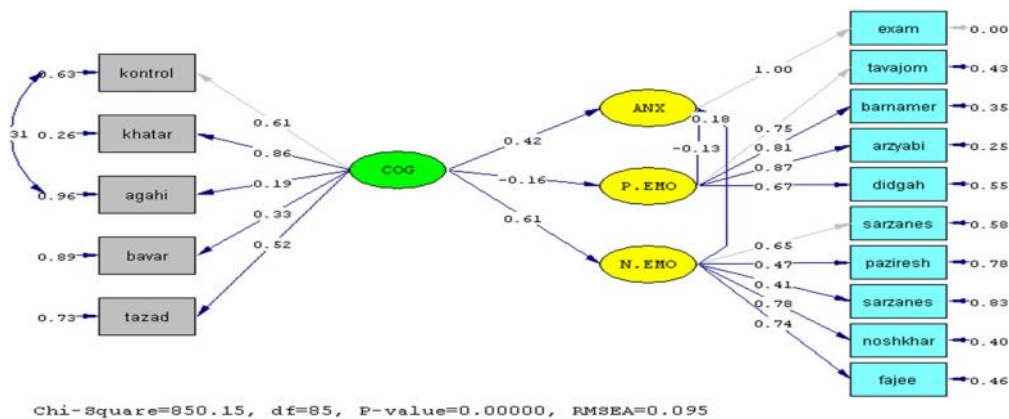 exam
0.00
kontrol
0.63
tavajom
0.43
1.00
ANX
0.18
barnamer
0.35
0.61
0.75
khatar
0.26
31
0.86
0.42
0.81
-0.13
arzyabi
0.25
COG
0.87
-0.16
P.EMO
0.67
didgah
0.55
agahi
0.96
0.19
0.61
0.65
sarzanes
0.58
0.33
bavar
0.89
0.52
N.EMO
0.47
paziresh
0.78
0.41
sarzanes
0.83
0.78
tazad
0.73
0.74
noshkhar
0.40
fajee
0.46
Chi-Square=850.15, df=85, P-value=0.00000, RMSEA=0.095